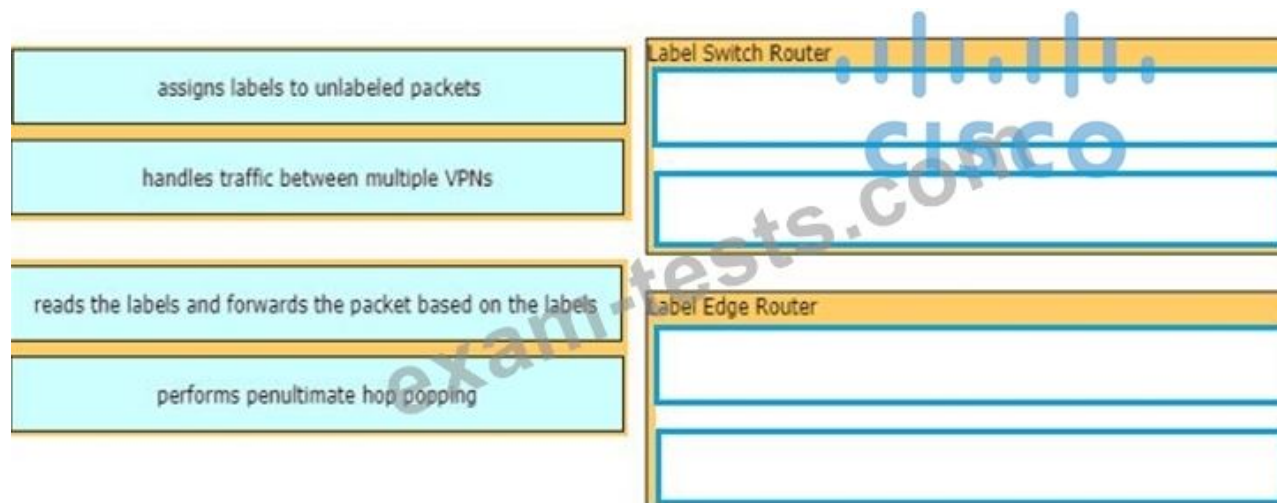 assigns labels to unlabeled packets
handles traffic between multiple VPNs
reads the labels and forwards the packet based on the labels
performs penultimate hop popping
Label Switch Router
Label Edge Router
CISCO
exam-tests.com